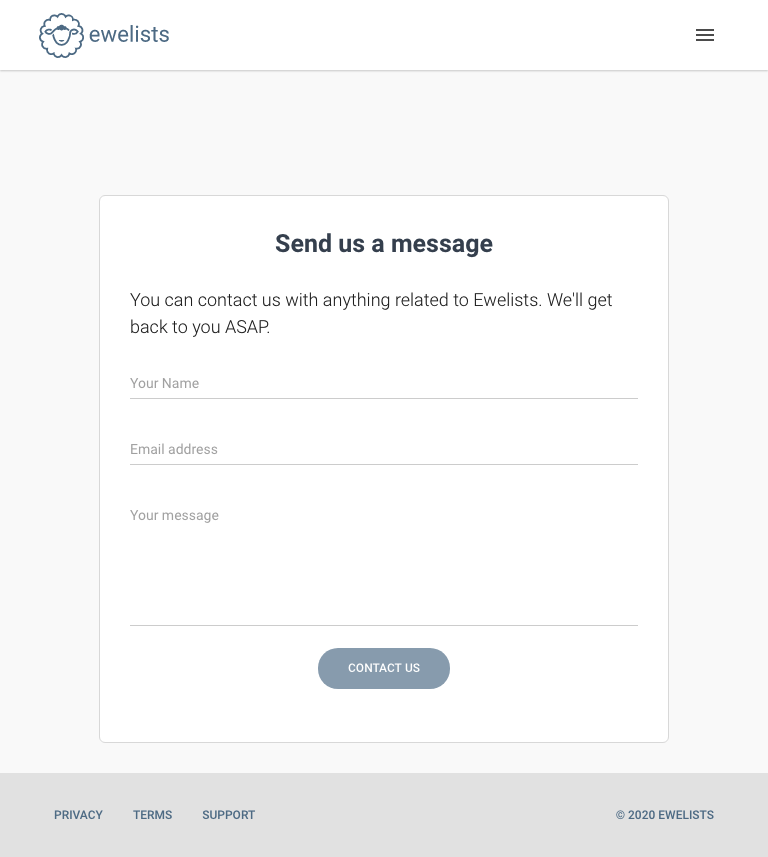 ewelists
Send us a message
You can contact us with anything related to Ewelists. We'll get
back to you ASAP.
Your Name
Email address
Your message
CONTACT US
PRIVACY TERMS SUPPORT © 2020 EWELISTS